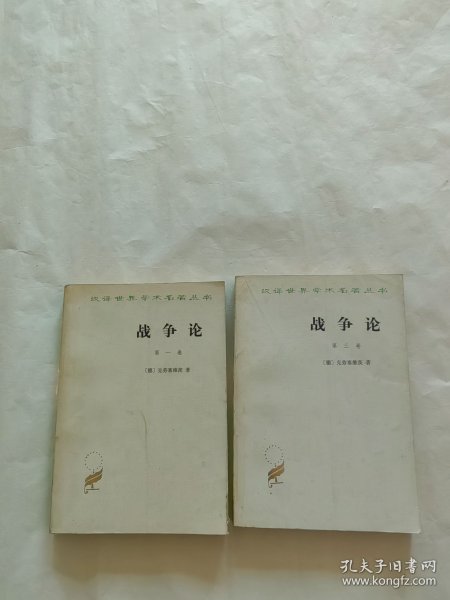 汉译世界学术名著丛书
战争论
第一卷
〔德〕克劳塞维茨 著
汉译世界学术名著丛书
战争论
第三卷
〔德〕克劳塞维茨 著
孔夫子旧书网
www.kongfz.com